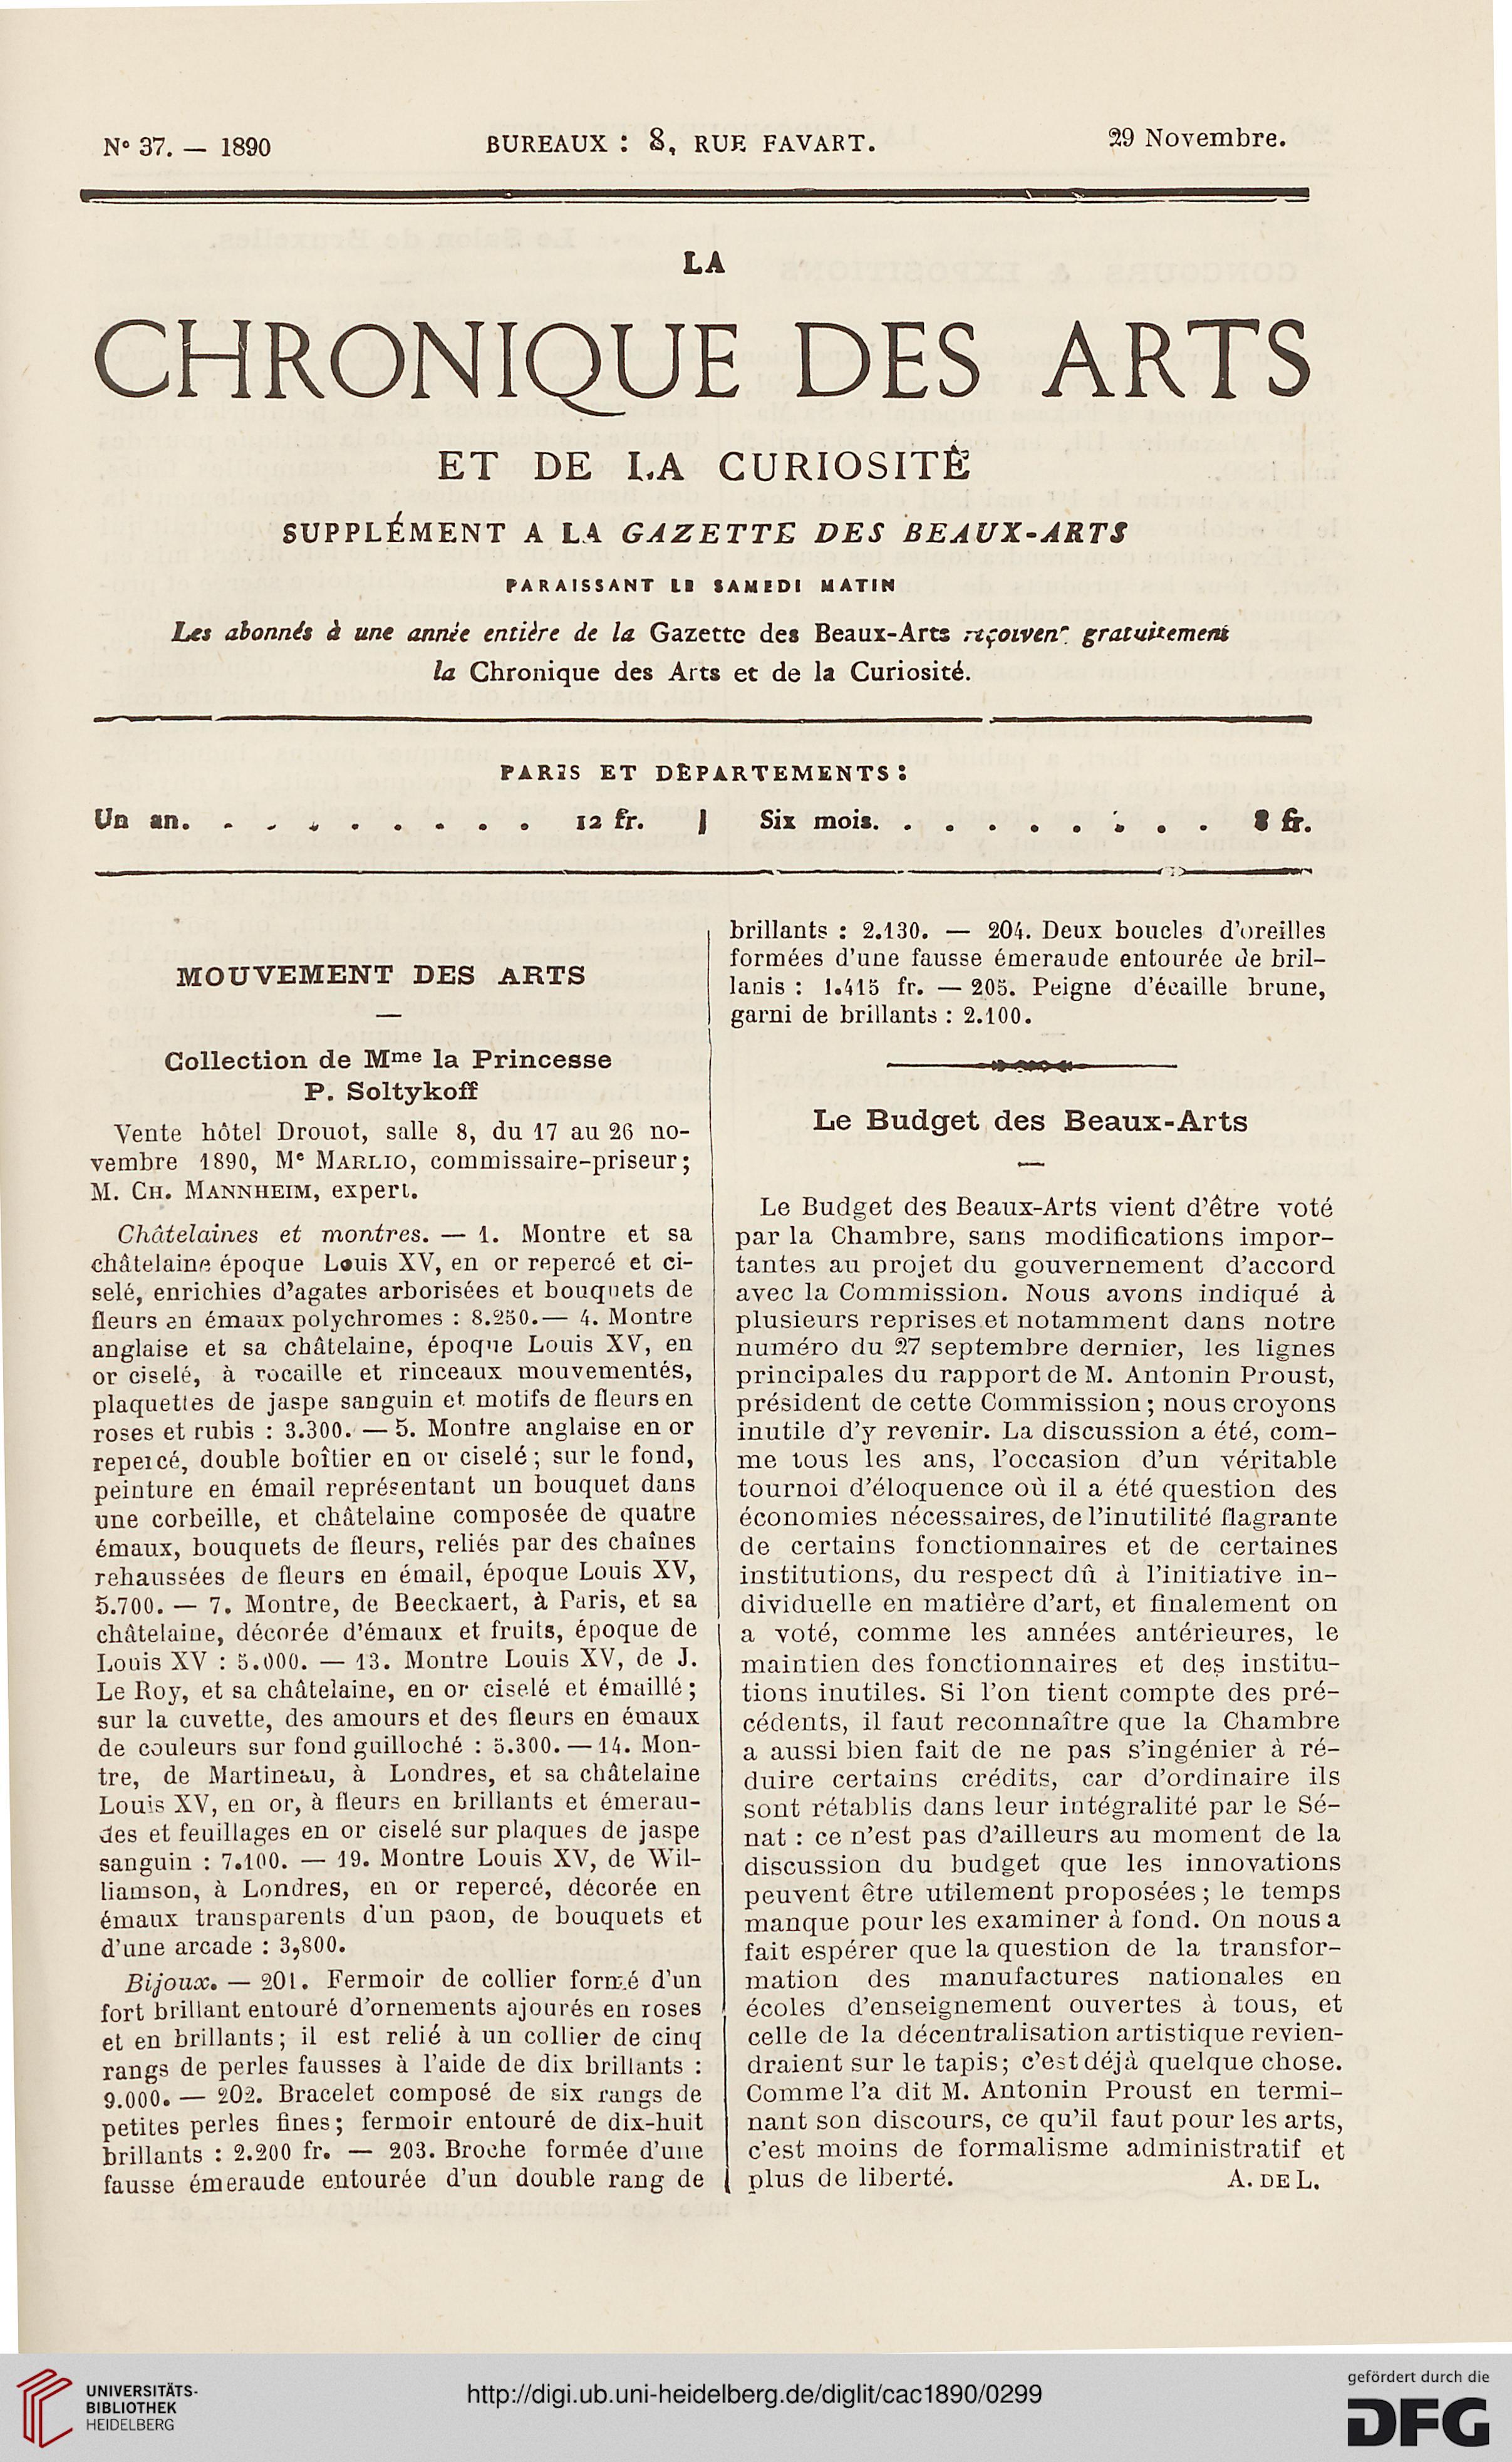 N° 37. — 1890
BUREAUX : 8, RUE FAVART.
29 Novembre.
LA
CHRONIQUE DES ARTS
ET DE LA CURIOSITÉ
SUPPLÉMENT A LA GAZETTE DES BEAUX-ARTS
PARAISSANT LE SAMEDI MATIN
Les abonnés à une année entière de la Gazette des Beaux-Arts reçoivent gratuitement
la Chronique des Arts et de la Curiosité.
PARIS ET DÉPARTEMENTS :
Un an. . . . . . . . . 12 fr. | Six mois. . . . . . . . . 8 fr.
MOUVEMENT DES ARTS
—
Collection de Mme la Princesse
P. Soltykoff
Vente hôtel Drouot, salle 8, du 17 au 26 no-
vembre 1890, Me MARLIO, commissaire-priseur;
M. CH. MANNHEIM, expert.
Châtelaines et montres. — 1. Montre et sa
châtelaine époque Louis XV, en or repercé et ci-
selé, enrichies d'agates arborisées et bouquets de
fleurs en émaux polychromes : 8.250.— 4. Montre
anglaise et sa châtelaine, époque Louis XV, en
or ciselé, à rocaille et rinceaux mouvementés,
plaquettes de jaspe sanguin et motifs de fleurs en
roses et rubis : 3.300. — 5. Montre anglaise en or
repercé, double boîtier en or ciselé; sur le fond,
peinture en émail représentant un bouquet dans
une corbeille, et châtelaine composée de quatre
émaux, bouquets de fleurs, reliés par des chaînes
rehaussées de fleurs en émail, époque Louis XV,
5.700. — 7. Montre, de Beeckaert, à Paris, et sa
châtelaine, décorée d'émaux et fruits, époque de
Louis XV : 5.000. — 13. Montre Louis XV, de J.
Le Roy, et sa châtelaine, en or ciselé et émaillé;
sur la cuvette, des amours et des fleurs en émaux
de couleurs sur fond guilloché : 5.300. — 14. Mon-
tre, de Martineau, à Londres, et sa châtelaine
Louis XV, en or, à fleurs en brillants et émerau-
des et feuillages en or ciselé sur plaques de jaspe
sanguin : 7.100. — 19. Montre Louis XV, de Wil-
liamson, à Londres, en or repercé, décorée en
émaux transparents d'un paon, de bouquets et
d'une arcade : 3,800.
Bijoux. — 201. Fermoir de collier formé d'un
fort brillant entouré d'ornements ajourés en roses
et en brillants; il est relié à un collier de cinq
rangs de perles fausses à l'aide de dix brillants :
9.000. — 202. Bracelet composé de six rangs de
petites perles fines; fermoir entouré de dix-huit
brillants : 2.200 fr. — 203. Broche formée d'une
fausse émeraude entourée d'un double rang de
brillants : 2.130. — 204. Deux boucles d'oreilles
formées d'une fausse émeraude entourée de bril-
lants : 1.415 fr. — 205. Peigne d'écaille brune,
garni de brillants : 2.100.
Le Budget des Beaux-Arts
—
Le Budget des Beaux-Arts vient d'être voté
par la Chambre, sans modifications impor-
tantes au projet du gouvernement d'accord
avec la Commission. Nous avons indiqué à
plusieurs reprises et notamment dans notre
numéro du 27 septembre dernier, les lignes
principales du rapport de M. Antonin Proust,
président de cette Commission; nous croyons
inutile d'y revenir. La discussion a été, com-
me tous les ans, l'occasion d'un véritable
tournoi d'éloquence où il a été question des
économies nécessaires, de l'inutilité flagrante
de certains fonctionnaires et de certaines
institutions, du respect dû à l'initiative in-
dividuelle en matière d'art, et finalement on
a voté, comme les années antérieures, le
maintien des fonctionnaires et des institu-
tions inutiles. Si l'on tient compte des pré-
cédents, il faut reconnaître que la Chambre
a aussi bien fait de ne pas s'ingénier à ré-
duire certains crédits, car d'ordinaire ils
sont rétablis dans leur intégralité par le Sé-
nat : ce n'est pas d'ailleurs au moment de la
discussion du budget que les innovations
peuvent être utilement proposées; le temps
manque pour les examiner à fond. On nous a
fait espérer que la question de la transfor-
mation des manufactures nationales en
écoles d'enseignement ouvertes à tous, et
celle de la décentralisation artistique revien-
draient sur le tapis; c'est déjà quelque chose.
Comme l'a dit M. Antonin Proust en termi-
nant son discours, ce qu'il faut pour les arts,
c'est moins de formalisme administratif et
plus de liberté. A. DE L.
UNIVERSITÄTS-
BIBLIOTHEK
HEIDELBERG
http://digi.ub.uni-heidelberg.de/diglit/cac1890/0299
gefördert durch die
DFG